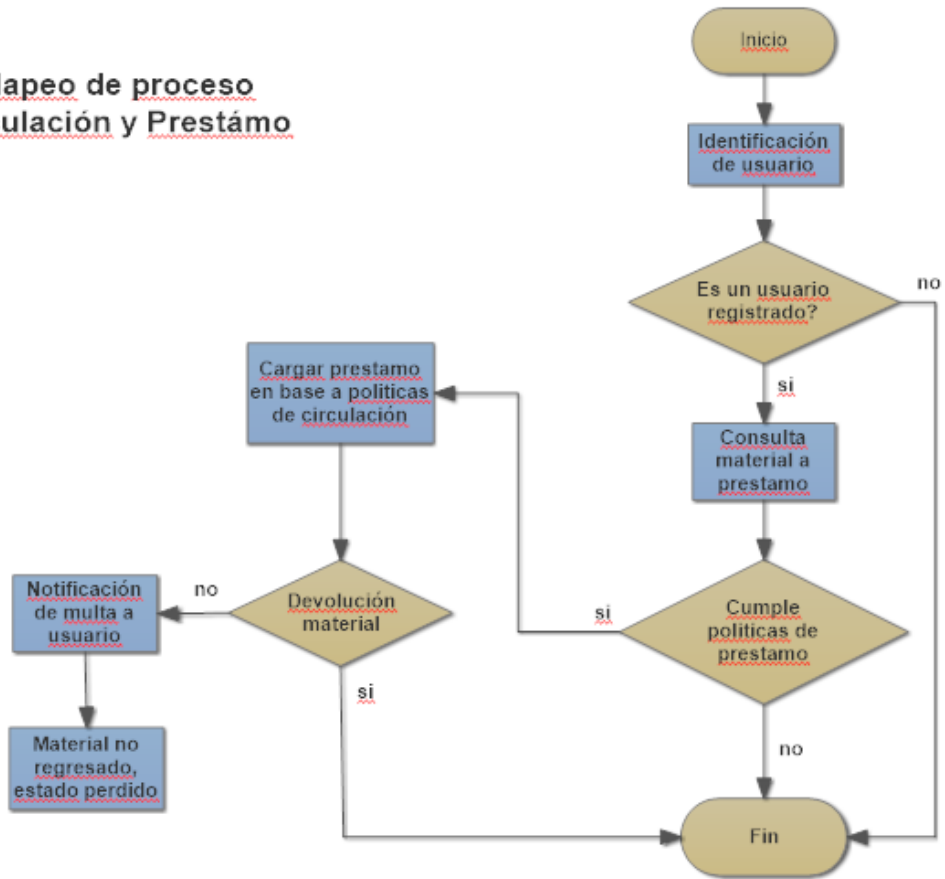 lapeo de proceso
ulación y Prestámo
Inicio
Identificación
de usuario
Es un usuario
registrado?
no
si
Consulta
material a
prestamo
Cumple
politicas de
prestamo
si
no
Cargar prestamo
en base a politicas
de circulación
Devolución
material
no
si
Notificación
de multa a
usuario
Material no
regresado,
estado perdido
Fin